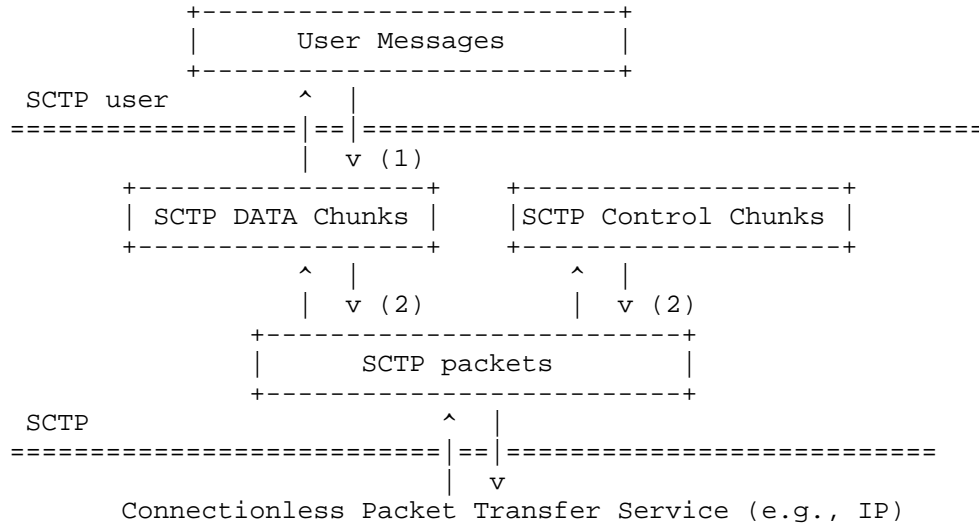 User Messages
SCTP user
(1)
SCTP DATA Chunks SCTP Control Chunks
(2) (2)
SCTP packets
SCTP
Connectionless Packet Transfer Service (e.g., IP)